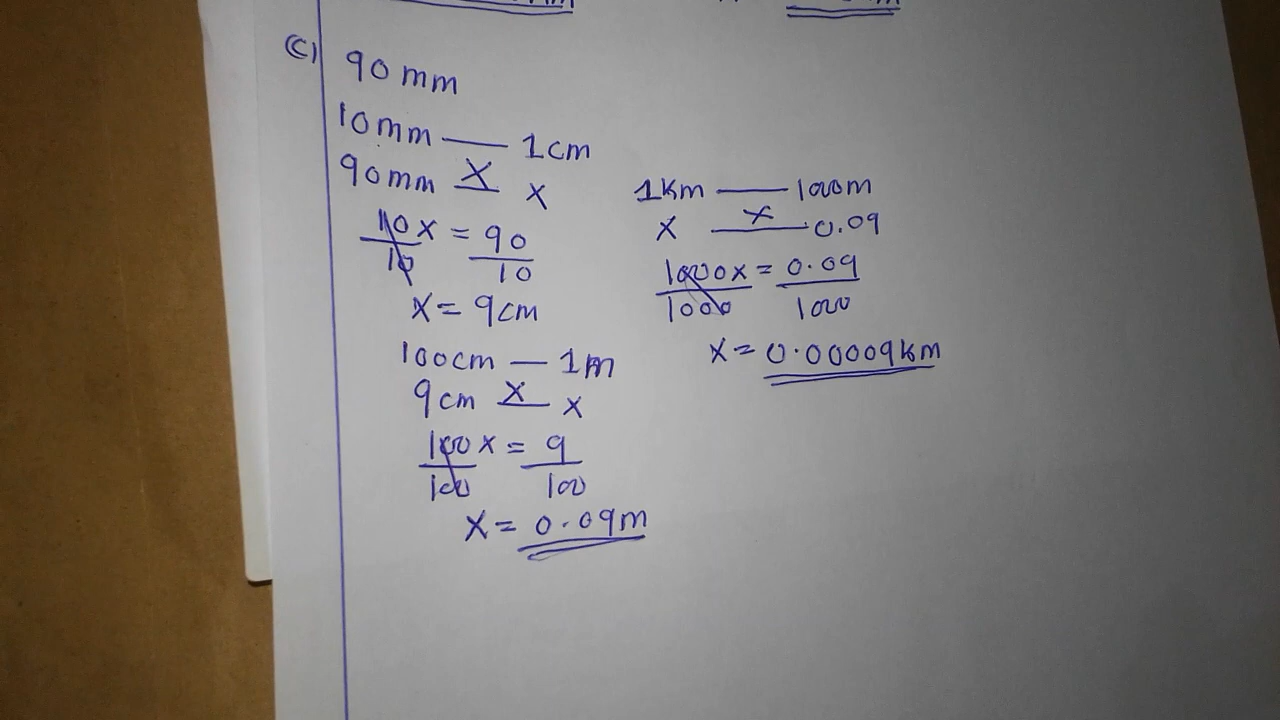 (C) 90 mm
10mm — 1cm
90mm X x
10x = 90
10 10
x = 9cm
100cm — 1m
9cm X x
100x = 9
100 100
x = 0.09m
1Km — 1000m
x X 0.09
1000x = 0.09
1000 1000
x = 0.00009km